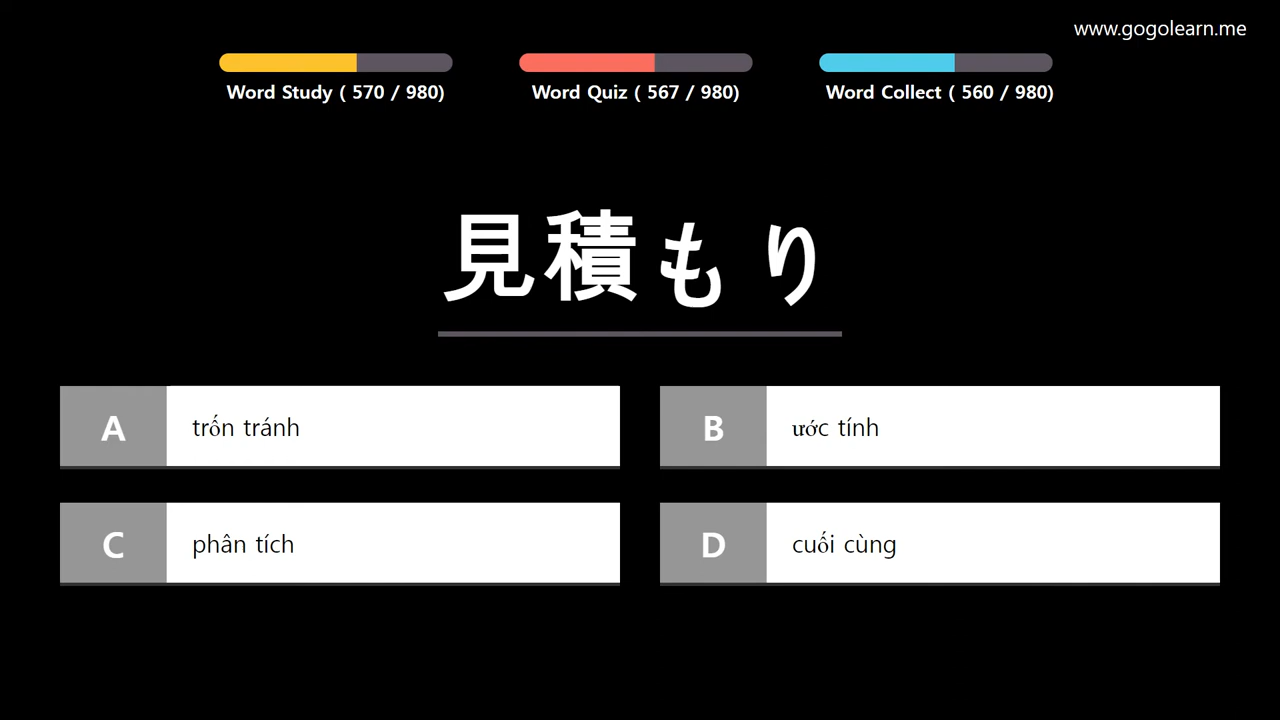 www.gogolearn.me
Word Study ( 570 / 980)
Word Quiz ( 567 / 980)
Word Collect ( 560 / 980)
見積もり
A
trốn tránh
B
ước tính
C
phân tích
D
cuối cùng